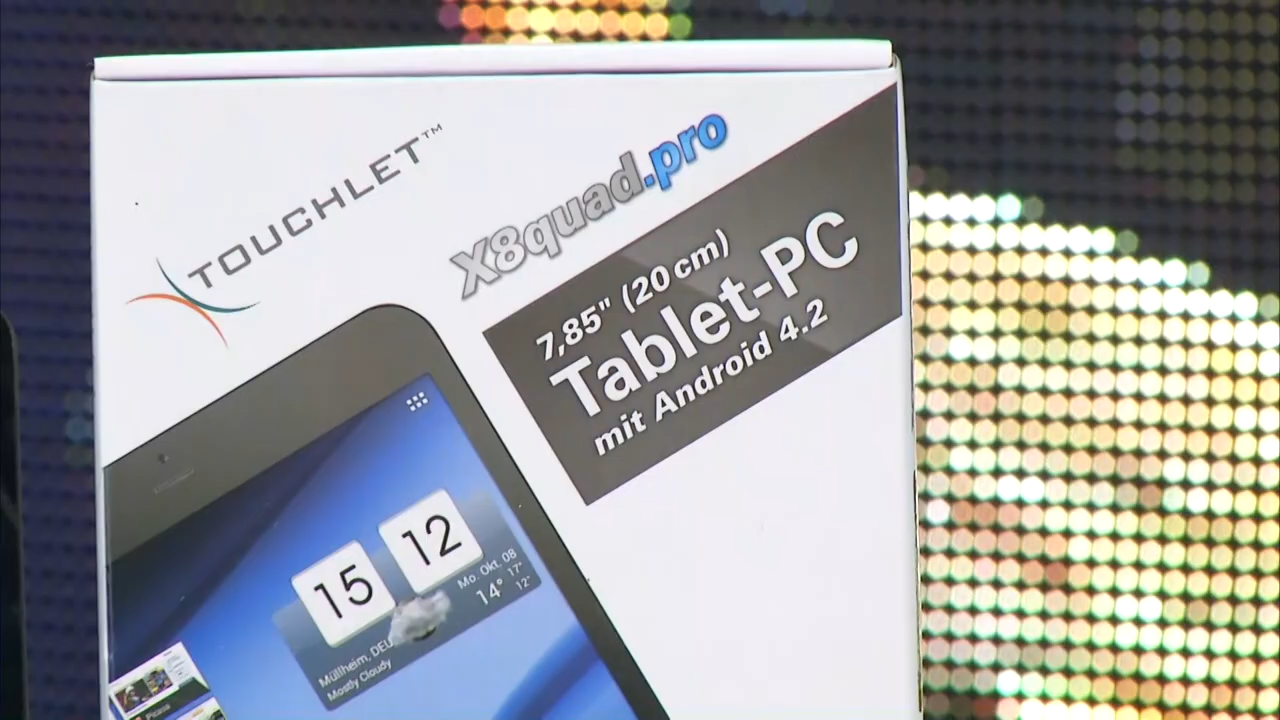 TOUCHLET™
X8quad.pro
7,85" (20 cm)
Tablet-PC
mit Android 4.2
15 12
Mo. Okt. 08
14° 17°
12°
Müllheim, DEU
Mostly Cloudy
Picasa